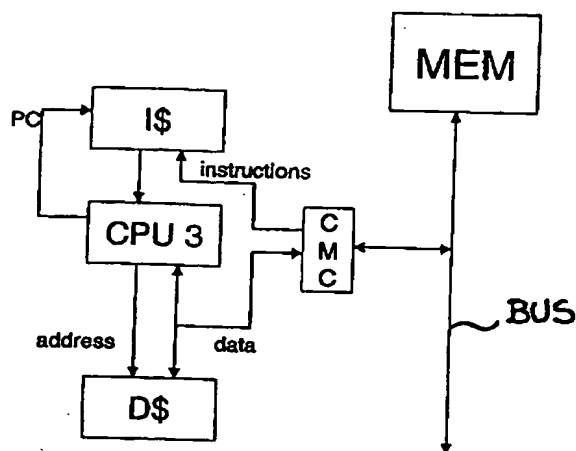 MEM
PC
I$
instructions
CPU 3
C
M
C
BUS
address
data
D$